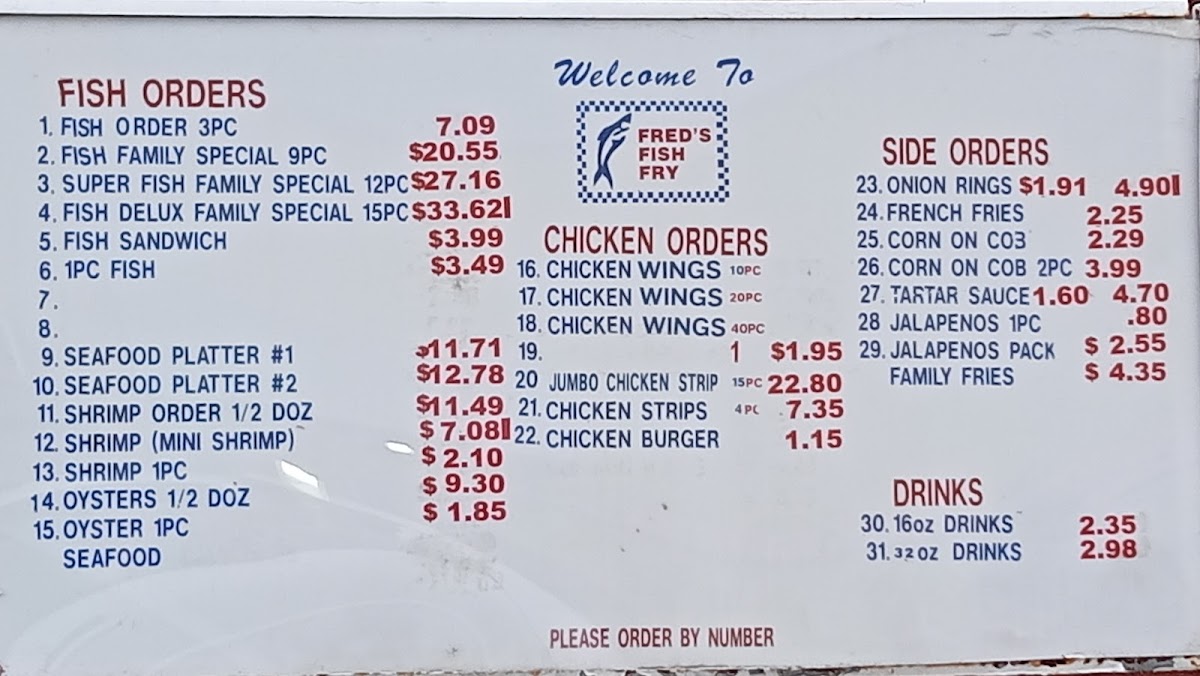 Welcome To
FRED'S
FISH
FRY
FISH ORDERS
1. FISH ORDER 3PC 7.09
2. FISH FAMILY SPECIAL 9PC $20.55
3. SUPER FISH FAMILY SPECIAL 12PC $27.16
4. FISH DELUX FAMILY SPECIAL 15PC $33.62
5. FISH SANDWICH $3.99
6. 1PC FISH $3.49
7.
8.
9. SEAFOOD PLATTER #1 $11.71
10. SEAFOOD PLATTER #2 $12.78
11. SHRIMP ORDER 1/2 DOZ $11.49
12. SHRIMP (MINI SHRIMP) $7.08
13. SHRIMP 1PC $2.10
14. OYSTERS 1/2 DOZ $9.30
15. OYSTER 1PC $1.85
SEAFOOD
CHICKEN ORDERS
16. CHICKEN WINGS 10PC
17. CHICKEN WINGS 20PC
18. CHICKEN WINGS 40PC
19. 1 $1.95
20 JUMBO CHICKEN STRIP 15PC 22.80
21. CHICKEN STRIPS 4PC 7.35
22. CHICKEN BURGER 1.15
SIDE ORDERS
23. ONION RINGS $1.91 4.90
24. FRENCH FRIES 2.25
25. CORN ON CO3 2.29
26. CORN ON COB 2PC 3.99
27. TARTAR SAUCE 1.60 4.70
28 JALAPENOS 1PC .80
29. JALAPENOS PACK $ 2.55
FAMILY FRIES $ 4.35
DRINKS
30. 16oz DRINKS 2.35
31. 32oz DRINKS 2.98
PLEASE ORDER BY NUMBER